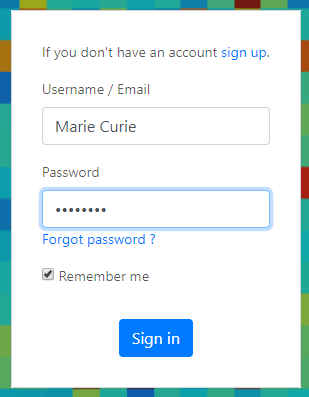 If you don't have an account sign up.
Username / Email
Marie Curie
Password
••••••••
Forgot password ?
Remember me
Sign in